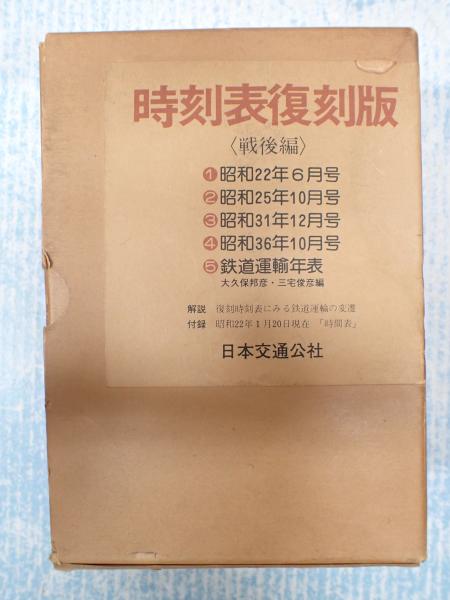 時刻表復刻版
〈戦後編〉
①昭和22年6月号
②昭和25年10月号
③昭和31年12月号
④昭和36年10月号
⑤鉄道運輸年表
大久保邦彦・三宅俊彦編
解説 復刻時刻表にみる鉄道運輸の変遷
付録 昭和22年1月20日現在 「時間表」
日本交通公社